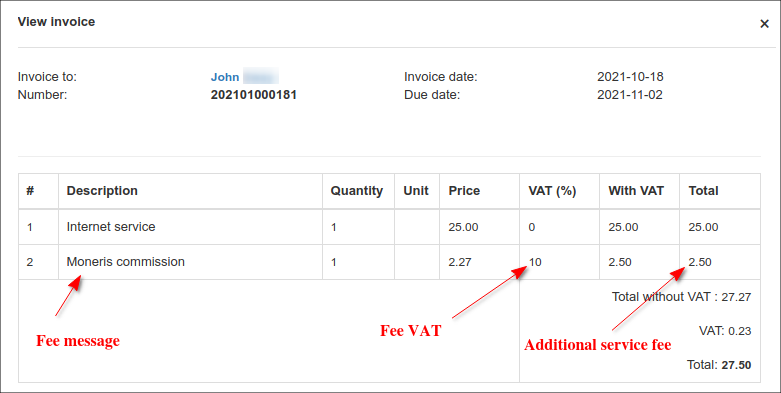 View invoice ×
Invoice to: John Invoice date: 2021-10-18
Number: 202101000181 Due date: 2021-11-02
# Description Quantity Unit Price VAT (%) With VAT Total
1 Internet service 1 25.00 0 25.00 25.00
2 Moneris commission 1 2.27 10 2.50 2.50
Total without VAT : 27.27
Fee message Fee VAT VAT: 0.23
Additional service fee
Total: 27.50